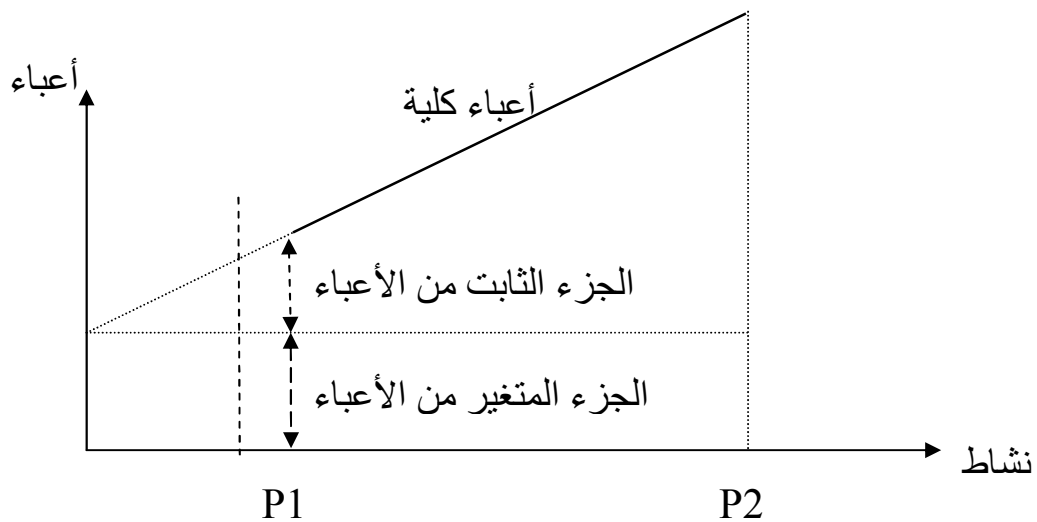 أعباء
أعباء كلية
الجزء الثابت من الأعباء
الجزء المتغير من الأعباء
نشاط
P1
P2